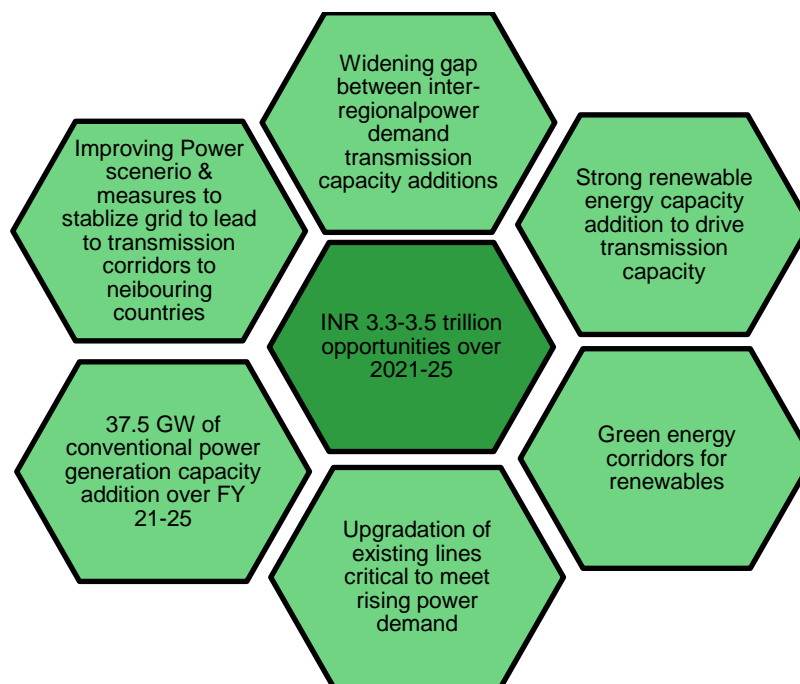 Widening gap
between inter-
regionalpower
demand
transmission
capacity additions
Improving Power
scenerio &
measures to
stablize grid to lead
to transmission
corridors to
neibouring
countries
Strong renewable
energy capacity
addition to drive
transmission
capacity
INR 3.3-3.5 trillion
opportunities over
2021-25
37.5 GW of
conventional power
generation capacity
addition over FY
21-25
Green energy
corridors for
renewables
Upgradation of
existing lines
critical to meet
rising power
demand